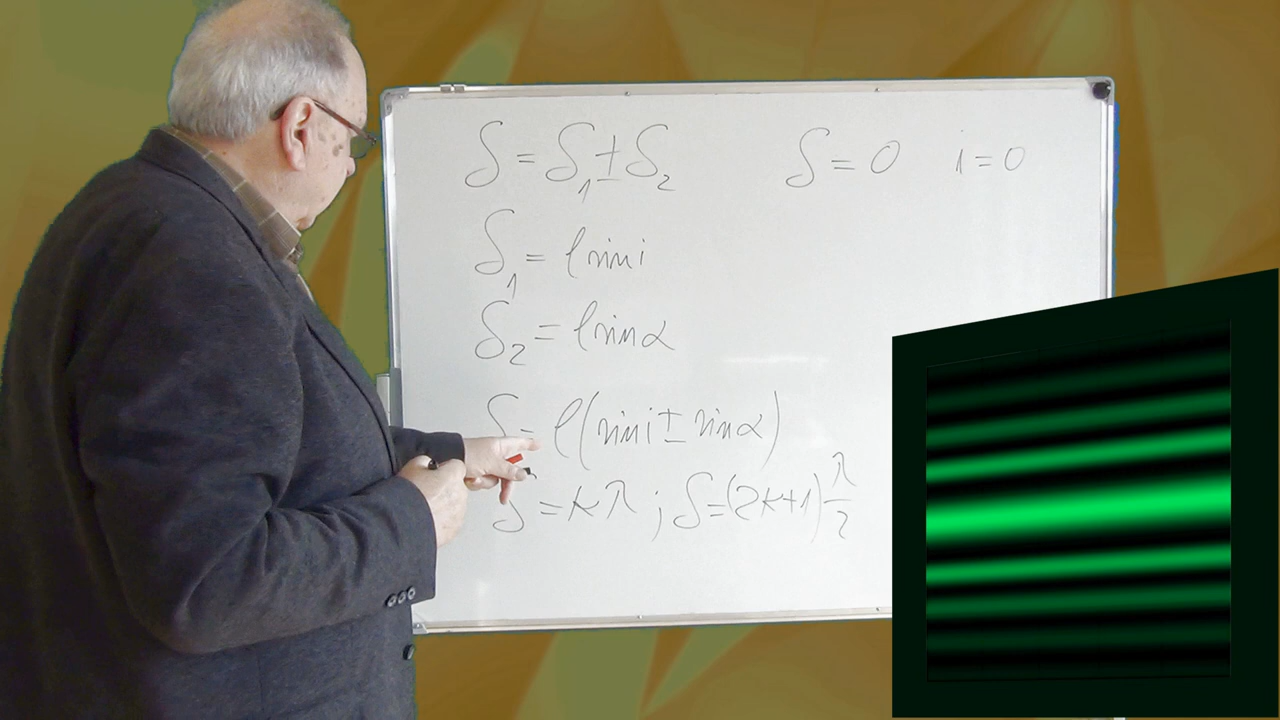 δ = δ₁ ± δ₂ δ = 0 i = 0
δ₁ = l sin i
δ₂ = l sin α
δ = l(sin i ± sin α)
δ = kλ ; δ = (2k+1) λ/2